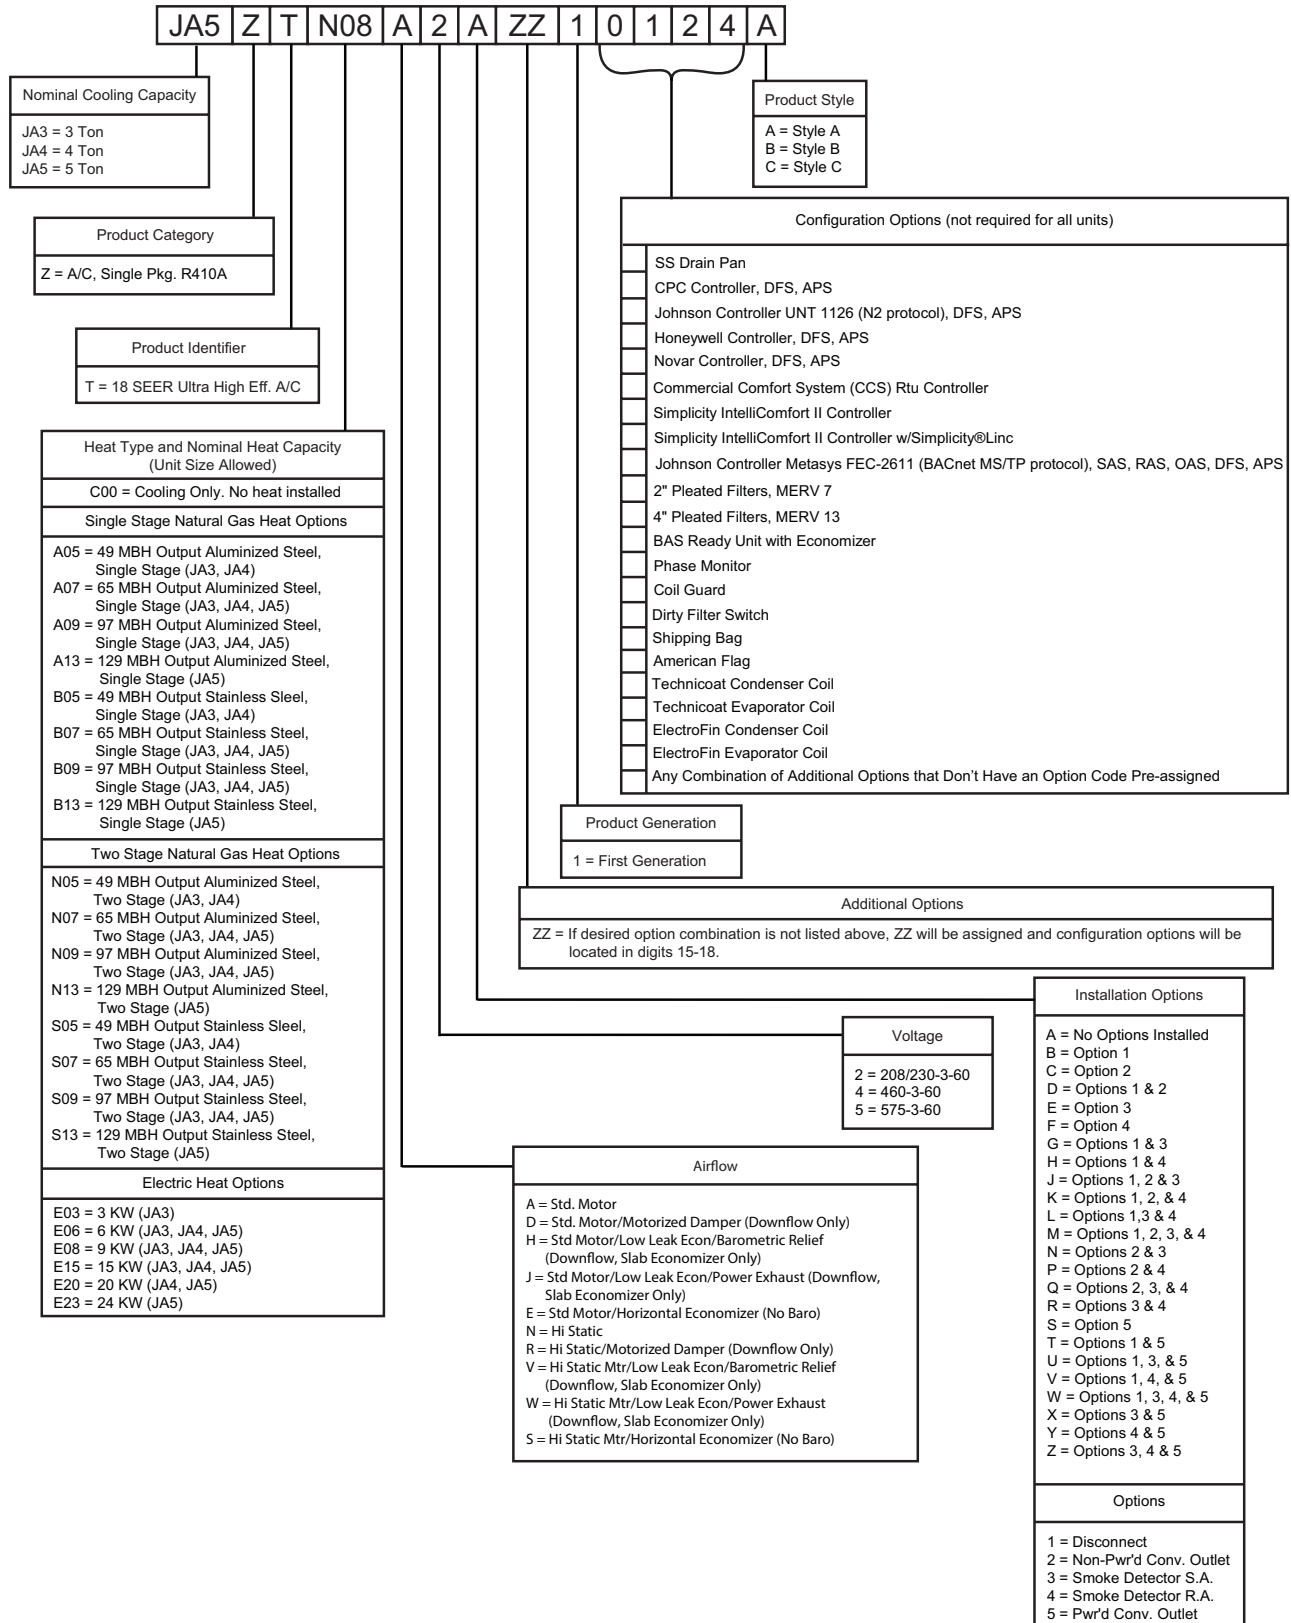 JA5 Z T N08 A 2 A ZZ 1 0 1 2 4 A
Nominal Cooling Capacity
JA3 = 3 Ton
JA4 = 4 Ton
JA5 = 5 Ton
Product Style
A = Style A
B = Style B
C = Style C
Product Category
Z = A/C, Single Pkg. R410A
Product Identifier
T = 18 SEER Ultra High Eff. A/C
Configuration Options (not required for all units)
SS Drain Pan
CPC Controller, DFS, APS
Johnson Controller UNT 1126 (N2 protocol), DFS, APS
Honeywell Controller, DFS, APS
Novar Controller, DFS, APS
Commercial Comfort System (CCS) Rtu Controller
Simplicity IntelliComfort II Controller
Simplicity IntelliComfort II Controller w/Simplicity®Linc
Johnson Controller Metasys FEC-2611 (BACnet MS/TP protocol), SAS, RAS, OAS, DFS, APS
2" Pleated Filters, MERV 7
4" Pleated Filters, MERV 13
BAS Ready Unit with Economizer
Phase Monitor
Coil Guard
Dirty Filter Switch
Shipping Bag
American Flag
Technicoat Condenser Coil
Technicoat Evaporator Coil
ElectroFin Condenser Coil
ElectroFin Evaporator Coil
Any Combination of Additional Options that Don't Have an Option Code Pre-assigned
Heat Type and Nominal Heat Capacity
(Unit Size Allowed)
C00 = Cooling Only. No heat installed
Single Stage Natural Gas Heat Options
A05 = 49 MBH Output Aluminized Steel,
Single Stage (JA3, JA4)
A07 = 65 MBH Output Aluminized Steel,
Single Stage (JA3, JA4, JA5)
A09 = 97 MBH Output Aluminized Steel,
Single Stage (JA3, JA4, JA5)
A13 = 129 MBH Output Aluminized Steel,
Single Stage (JA5)
B05 = 49 MBH Output Stainless Sleel,
Single Stage (JA3, JA4)
B07 = 65 MBH Output Stainless Steel,
Single Stage (JA3, JA4, JA5)
B09 = 97 MBH Output Stainless Steel,
Single Stage (JA3, JA4, JA5)
B13 = 129 MBH Output Stainless Steel,
Single Stage (JA5)
Two Stage Natural Gas Heat Options
N05 = 49 MBH Output Aluminized Steel,
Two Stage (JA3, JA4)
N07 = 65 MBH Output Aluminized Steel,
Two Stage (JA3, JA4, JA5)
N09 = 97 MBH Output Aluminized Steel,
Two Stage (JA3, JA4, JA5)
N13 = 129 MBH Output Aluminized Steel,
Two Stage (JA5)
S05 = 49 MBH Output Stainless Sleel,
Two Stage (JA3, JA4)
S07 = 65 MBH Output Stainless Steel,
Two Stage (JA3, JA4, JA5)
S09 = 97 MBH Output Stainless Steel,
Two Stage (JA3, JA4, JA5)
S13 = 129 MBH Output Stainless Steel,
Two Stage (JA5)
Electric Heat Options
E03 = 3 KW (JA3)
E06 = 6 KW (JA3, JA4, JA5)
E08 = 9 KW (JA3, JA4, JA5)
E15 = 15 KW (JA3, JA4, JA5)
E20 = 20 KW (JA4, JA5)
E23 = 24 KW (JA5)
Product Generation
1 = First Generation
Additional Options
ZZ = If desired option combination is not listed above, ZZ will be assigned and configuration options will be
located in digits 15-18.
Voltage
2 = 208/230-3-60
4 = 460-3-60
5 = 575-3-60
Airflow
A = Std. Motor
D = Std. Motor/Motorized Damper (Downflow Only)
H = Std Motor/Low Leak Econ/Barometric Relief
(Downflow, Slab Economizer Only)
J = Std Motor/Low Leak Econ/Power Exhaust (Downflow,
Slab Economizer Only)
E = Std Motor/Horizontal Economizer (No Baro)
N = Hi Static
R = Hi Static/Motorized Damper (Downflow Only)
V = Hi Static Mtr/Low Leak Econ/Barometric Relief
(Downflow, Slab Economizer Only)
W = Hi Static Mtr/Low Leak Econ/Power Exhaust
(Downflow, Slab Economizer Only)
S = Hi Static Mtr/Horizontal Economizer (No Baro)
Installation Options
A = No Options Installed
B = Option 1
C = Option 2
D = Options 1 & 2
E = Option 3
F = Option 4
G = Options 1 & 3
H = Options 1 & 4
J = Options 1, 2 & 3
K = Options 1, 2, & 4
L = Options 1,3 & 4
M = Options 1, 2, 3, & 4
N = Options 2 & 3
P = Options 2 & 4
Q = Options 2, 3, & 4
R = Options 3 & 4
S = Option 5
T = Options 1 & 5
U = Options 1, 3, & 5
V = Options 1, 4, & 5
W = Options 1, 3, 4, & 5
X = Options 3 & 5
Y = Options 4 & 5
Z = Options 3, 4 & 5
Options
1 = Disconnect
2 = Non-Pwr'd Conv. Outlet
3 = Smoke Detector S.A.
4 = Smoke Detector R.A.
5 = Pwr'd Conv. Outlet